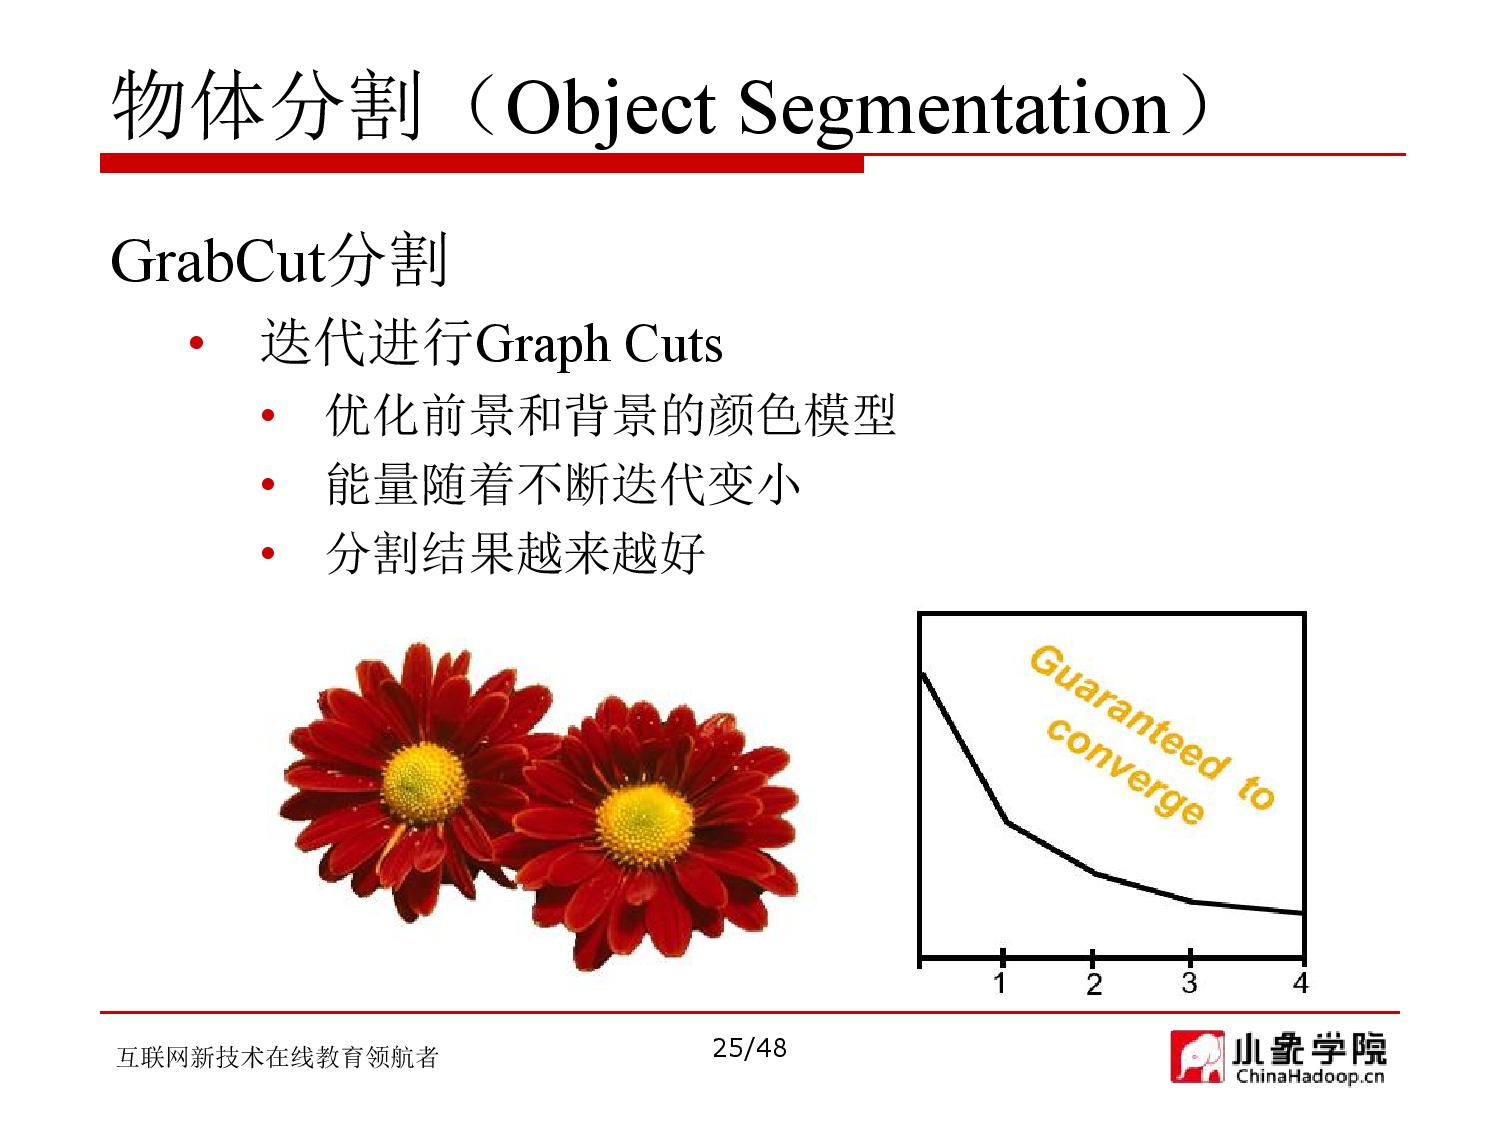 物体分割（Object Segmentation）
GrabCut分割
• 迭代进行Graph Cuts
• 优化前景和背景的颜色模型
• 能量随着不断迭代变小
• 分割结果越来越好
Guaranteed to
converge
1 2 3 4
互联网新技术在线教育领航者
25/48
小象学院
ChinaHadoop.cn